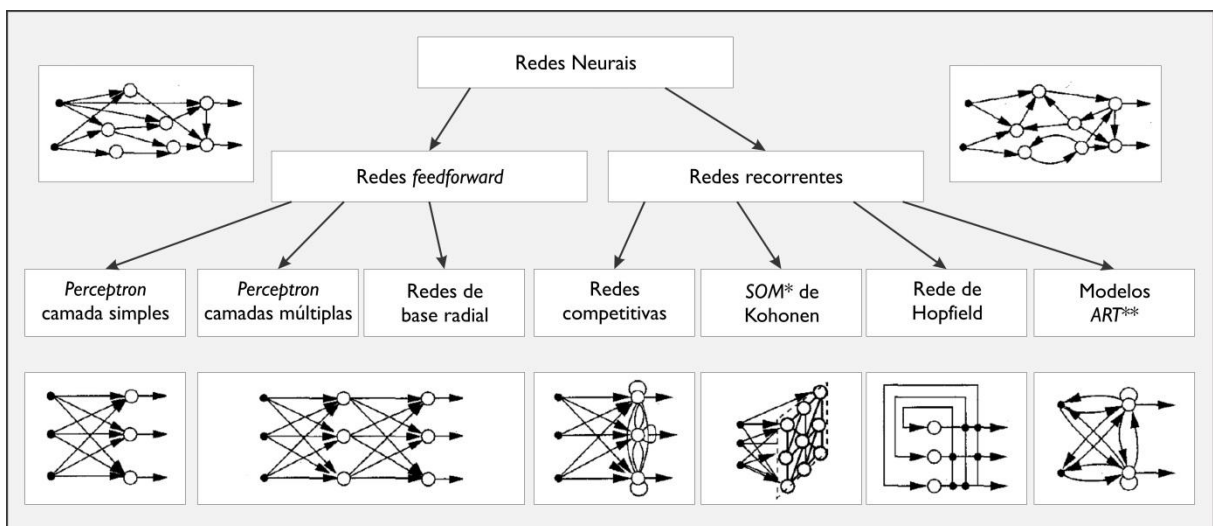 Redes Neurais
Redes feedforward
Redes recorrentes
Perceptron
camada simples
Perceptron
camadas múltiplas
Redes de
base radial
Redes
competitivas
SOM* de
Kohonen
Rede de
Hopfield
Modelos
ART**